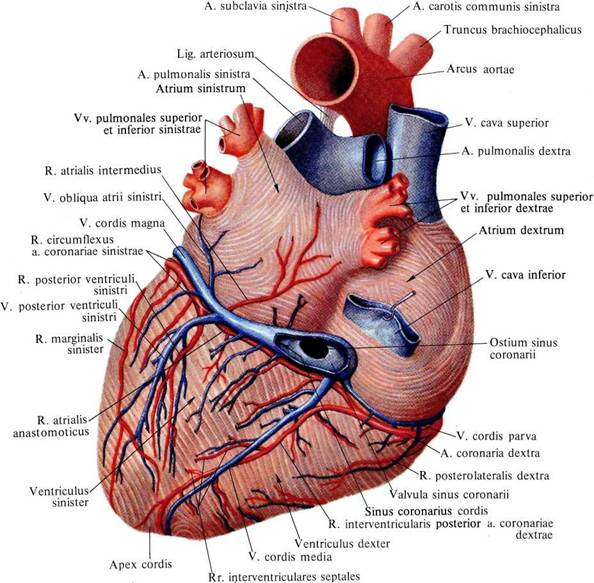 A. subclavia sinistra
A. carotis communis sinistra
Truncus brachiocephalicus
Lig. arteriosum
Arcus aortae
A. pulmonalis sinistra
Atrium sinistrum
Vv. pulmonales superior
et inferior sinistrae
V. cava superior
A. pulmonalis dextra
R. atrialis intermedius
V. obliqua atrii sinistri
Vv. pulmonales superior
et inferior dextrae
V. cordis magna
Atrium dextrum
R. circumflexus
a. coronariae sinistrae
V. cava inferior
R. posterior ventriculi
sinistri
V. posterior ventriculi
sinistri
R. marginalis
sinister
Ostium sinus
coronarii
R. atrialis
anastomoticus
V. cordis parva
A. coronaria dextra
R. posterolateralis dextra
Ventriculus
sinister
Valvula sinus coronarii
Sinus coronarius cordis
R. interventricularis posterior a. coronariae
dextrae
Ventriculus dexter
V. cordis media
Apex cordis
Rr. interventriculares septales